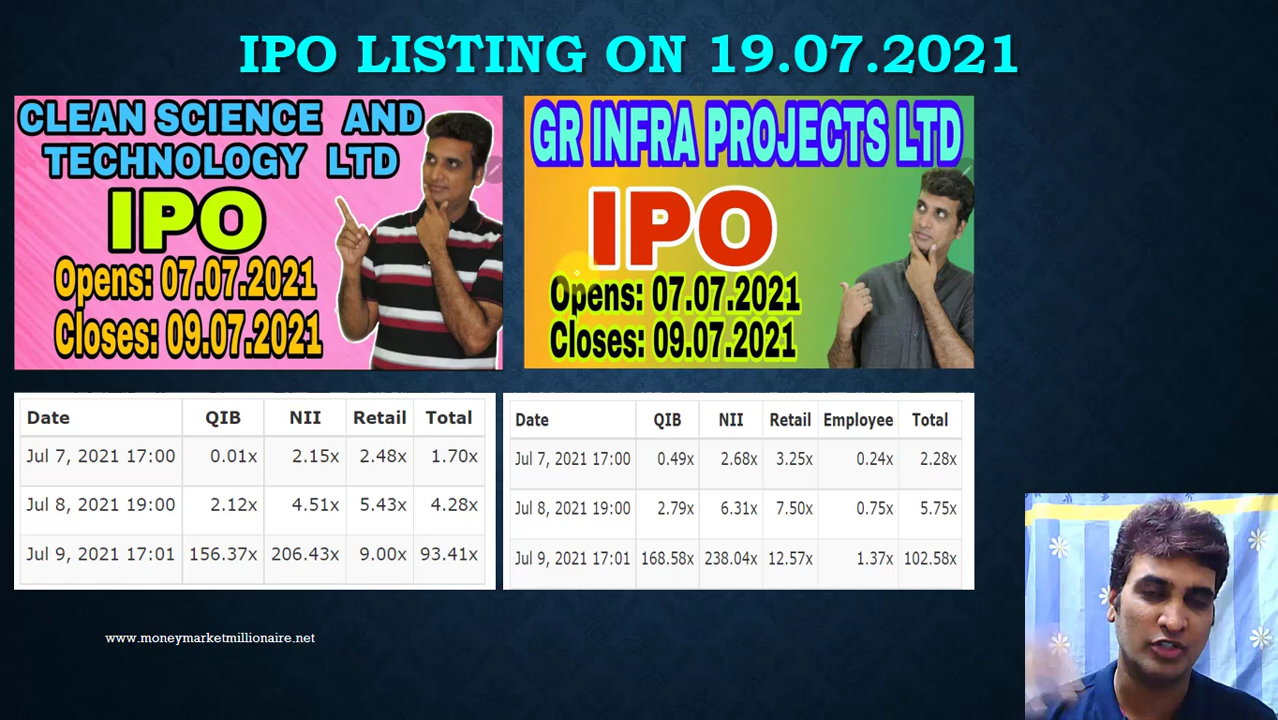 IPO LISTING ON 19.07.2021
CLEAN SCIENCE AND
TECHNOLOGY LTD
IPO
Opens: 07.07.2021
Closes: 09.07.2021
GR INFRA PROJECTS LTD
IPO
Opens: 07.07.2021
Closes: 09.07.2021
Date QIB NII Retail Total
Jul 7, 2021 17:00 0.01x 2.15x 2.48x 1.70x
Jul 8, 2021 19:00 2.12x 4.51x 5.43x 4.28x
Jul 9, 2021 17:01 156.37x 206.43x 9.00x 93.41x
Date QIB NII Retail Employee Total
Jul 7, 2021 17:00 0.49x 2.68x 3.25x 0.24x 2.28x
Jul 8, 2021 19:00 2.79x 6.31x 7.50x 0.75x 5.75x
Jul 9, 2021 17:01 168.58x 238.04x 12.57x 1.37x 102.58x
www.moneymarketmillionaire.net